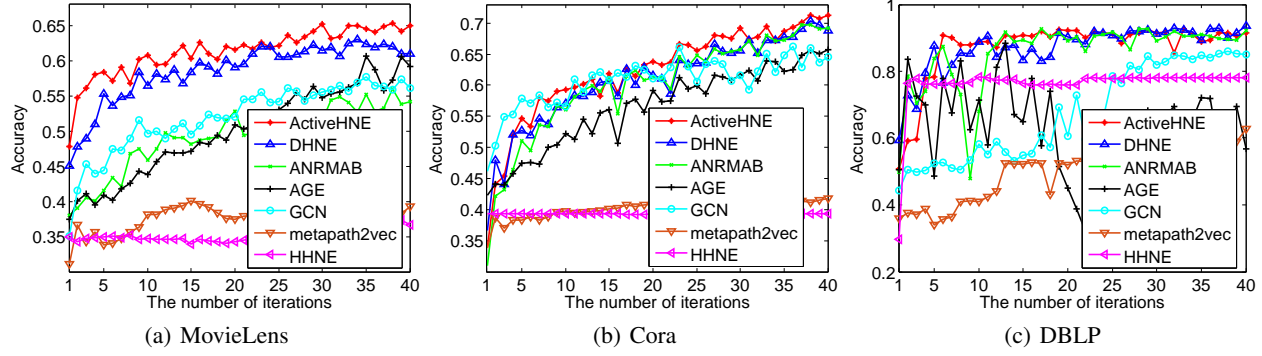 Accuracy
0.65
0.6
0.55
0.5
0.45
0.4
0.35
1 5 10 15 20 25 30 35 40
The number of iterations
ActiveHNE
DHNE
ANRMAB
AGE
GCN
metapath2vec
HHNE
(a) MovieLens
Accuracy
0.7
0.65
0.6
0.55
0.5
0.45
0.4
0.35
1 5 10 15 20 25 30 35 40
The number of iterations
ActiveHNE
DHNE
ANRMAB
AGE
GCN
metapath2vec
HHNE
(b) Cora
Accuracy
1
0.8
0.6
0.4
0.2
1 5 10 15 20 25 30 35 40
The number of iterations
ActiveHNE
DHNE
ANRMAB
AGE
GCN
metapath2vec
HHNE
(c) DBLP